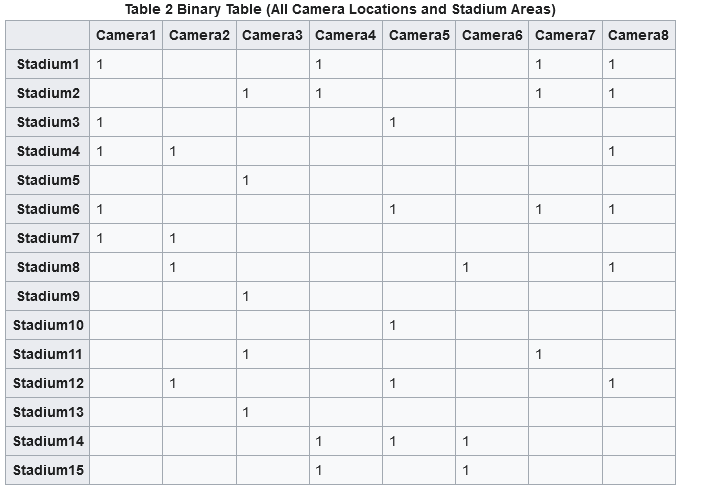 Table 2 Binary Table (All Camera Locations and Stadium Areas)
Camera1 Camera2 Camera3 Camera4 Camera5 Camera6 Camera7 Camera8
Stadium1 1 1 1 1
Stadium2 1 1 1 1
Stadium3 1 1
Stadium4 1 1 1
Stadium5 1
Stadium6 1 1 1 1
Stadium7 1 1
Stadium8 1 1 1
Stadium9 1
Stadium10 1
Stadium11 1 1
Stadium12 1 1 1
Stadium13 1
Stadium14 1 1 1
Stadium15 1 1